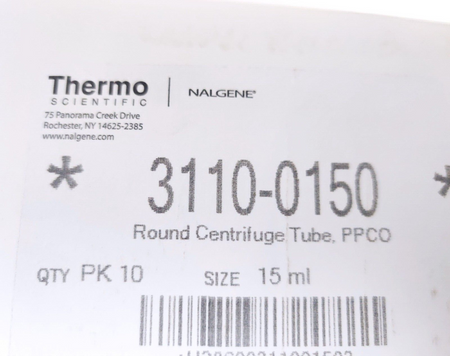 Thermo
SCIENTIFIC
NALGENE®
75 Panorama Creek Drive
Rochester, NY 14625-2385
www.nalgene.com
* 3110-0150 *
Round Centrifuge Tube, PPCO
QTY PK 10 SIZE 15 ml